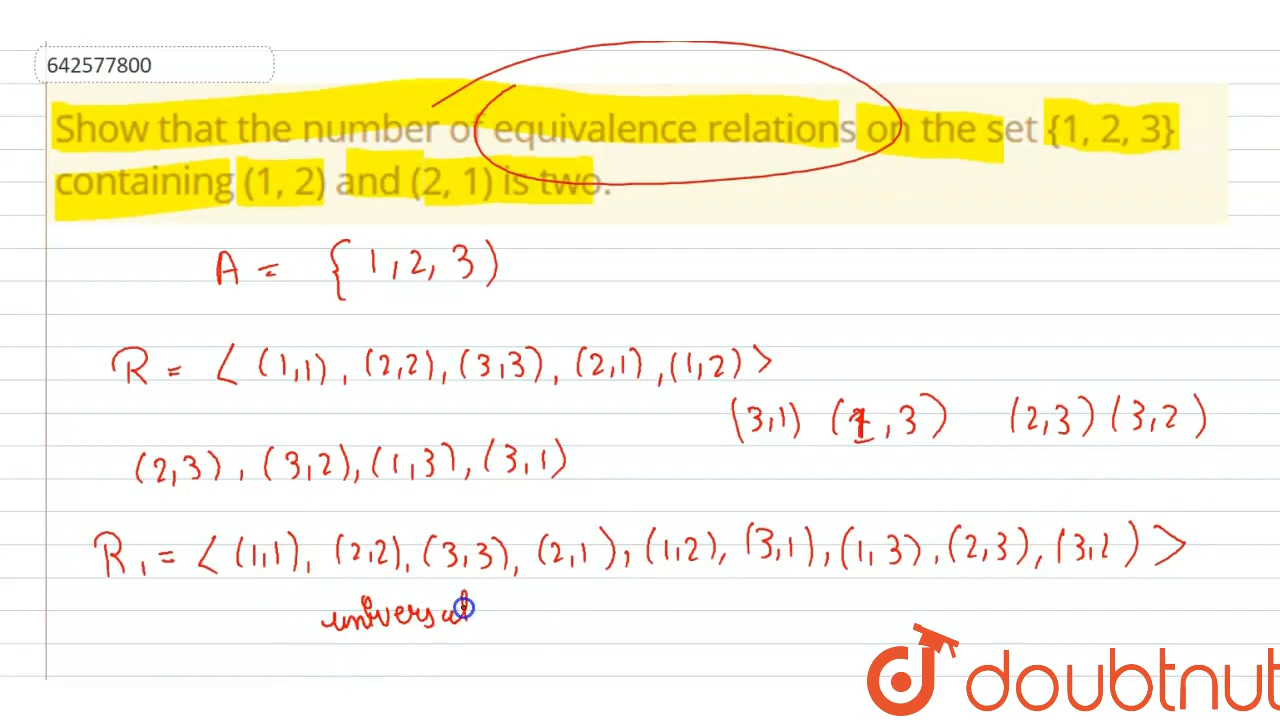 642577800
Show that the number of equivalence relations on the set {1, 2, 3}
containing (1, 2) and (2, 1) is two.
A = { 1, 2, 3 )
R = < (1,1), (2,2), (3,3), (2,1), (1,2) >
(3,1) (1,3) (2,3) (3,2)
(2,3), (3,2), (1,3), (3,1)
R1 = < (1,1), (2,2), (3,3), (2,1), (1,2), (3,1), (1,3), (2,3), (3,2) >
universal
doubtnut